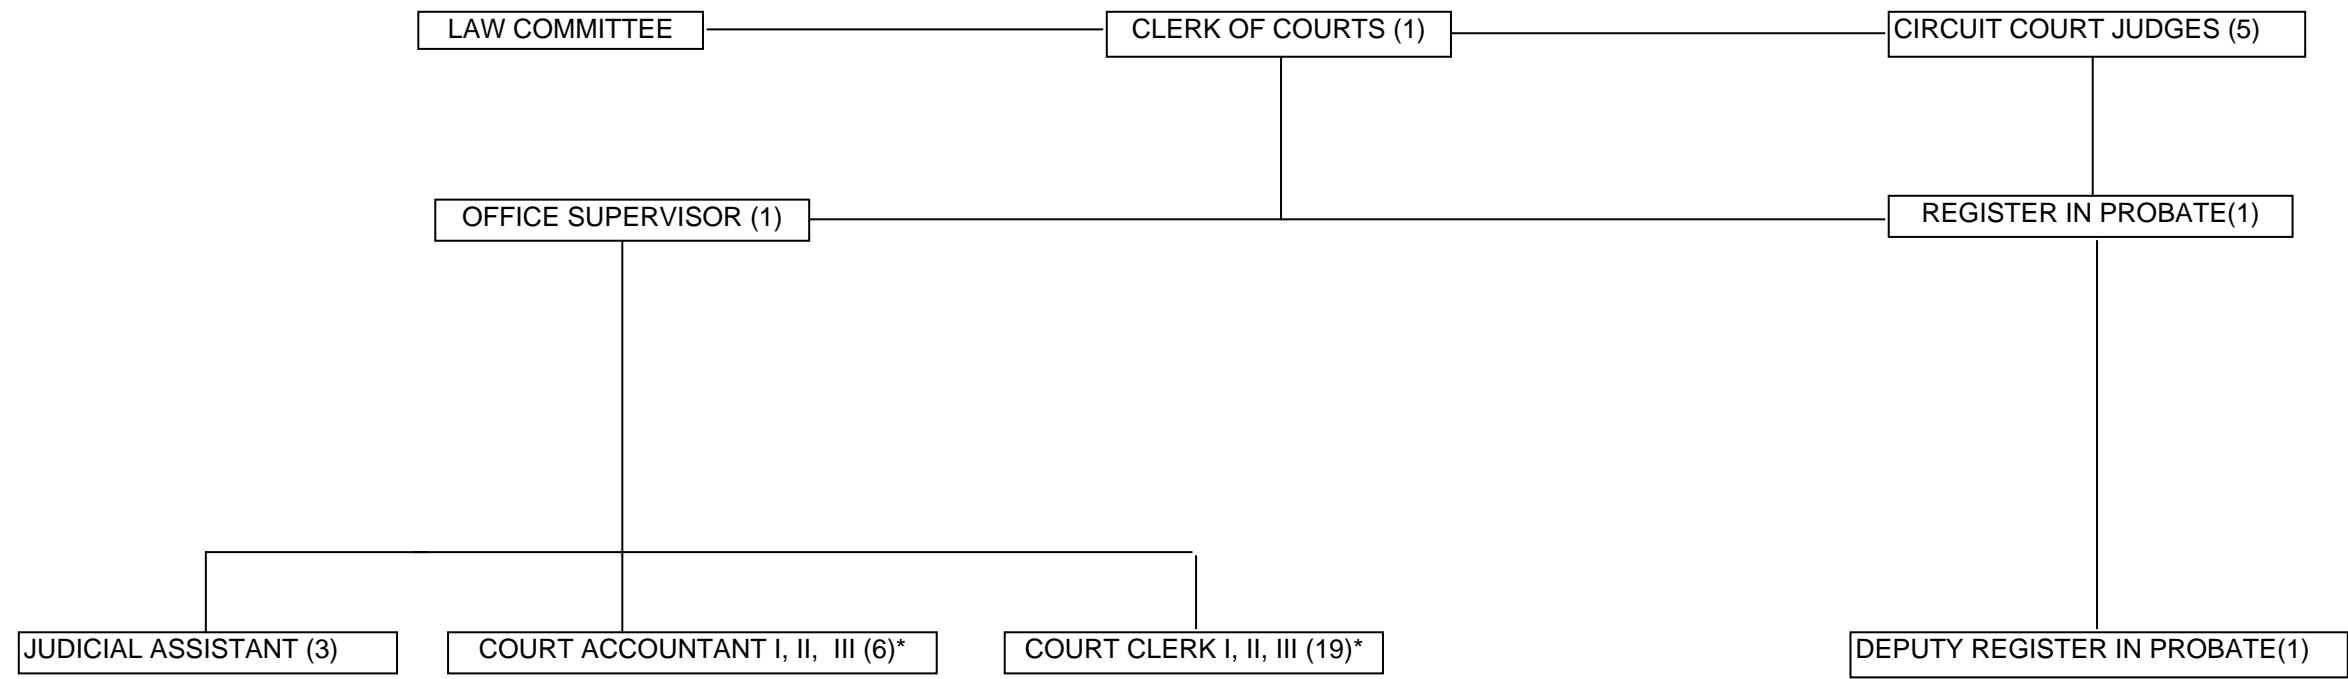 LAW COMMITTEE
CLERK OF COURTS (1)
CIRCUIT COURT JUDGES (5)
OFFICE SUPERVISOR (1)
REGISTER IN PROBATE(1)
JUDICIAL ASSISTANT (3)
COURT ACCOUNTANT I, II,  III (6)*
COURT CLERK I, II, III (19)*
DEPUTY REGISTER IN PROBATE(1)